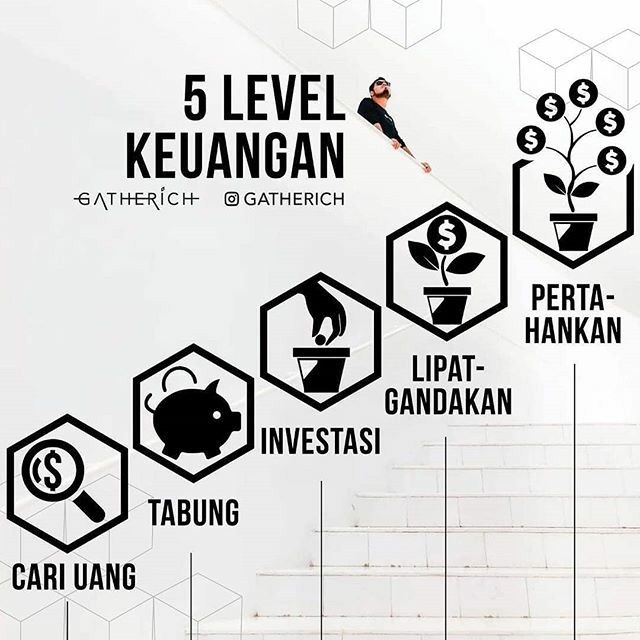 5 LEVEL
KEUANGAN
GATHERICH GATHERICH
PERTA-
HANKAN
LIPAT-
GANDAKAN
INVESTASI
TABUNG
CARI UANG